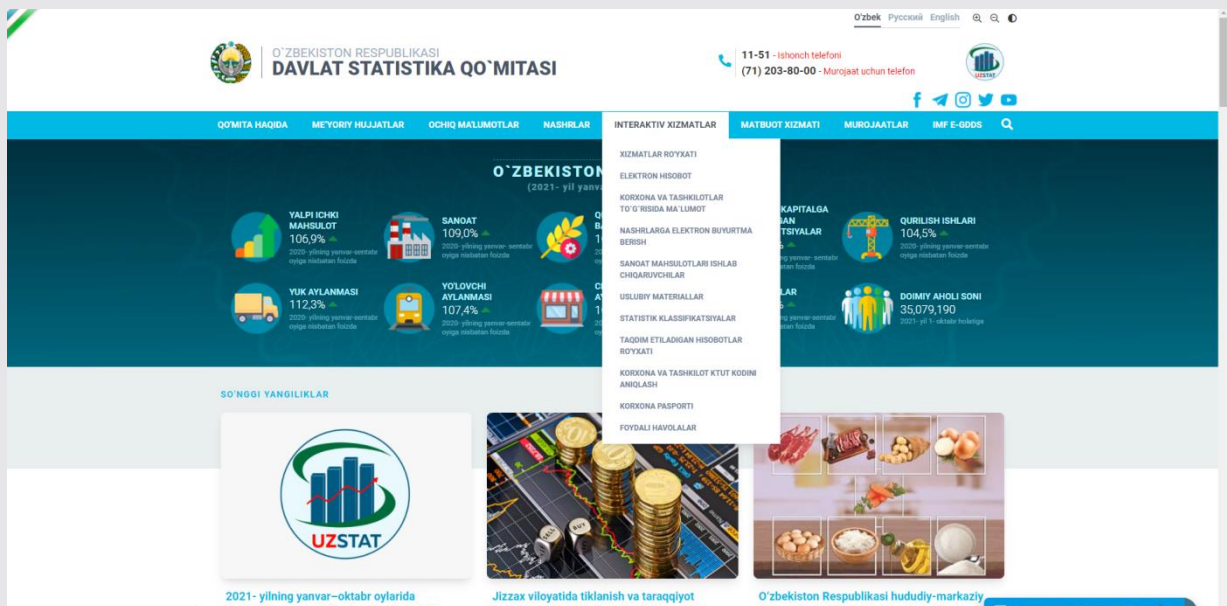 O'zbek Русский English
O`ZBEKISTON RESPUBLIKASI
DAVLAT STATISTIKA QO`MITASI
11-51 - Ishonch telefoni
(71) 203-80-00 - Murojaat uchun telefon
UZSTAT
QO'MITA HAQIDA ME'YORIY HUJJATLAR OCHIQ MA'LUMOTLAR NASHRLAR INTERAKTIV XIZMATLAR MATBUOT XIZMATI MUROJAATLAR IMF E-GDDS
XIZMATLAR RO'YXATI
ELEKTRON HISOBOT
KORXONA VA TASHKILOTLAR
TO`G`RISIDA MA`LUMOT
NASHRLARGA ELEKTRON BUYURTMA
BERISH
SANOAT MAHSULOTLARI ISHLAB
CHIQARUVCHILAR
USLUBIY MATERIALLAR
STATISTIK KLASSIFIKATSIYALAR
TAQDIM ETILADIGAN HISOBOTLAR
RO'YXATI
KORXONA VA TASHKILOT KTUT KODINI
ANIQLASH
KORXONA PASPORTI
FOYDALI HAVOLALAR
O`ZBEKISTON
(2021- yil
YALPI ICHKI
MAHSULOT
106,9%
2020- yilning yanvar- sentabr
oyiga nisbatan foizda
SANOAT
109,0%
2020- yilning yanvar- sentabr
oyiga nisbatan foizda
KAPITALGA
QURILISH ISHLARI
104,5%
2020- yilning yanvar-sentabr
oyiga nisbatan foizda
YUK AYLANMASI
112,3%
2020- yilning yanvar-sentabr
oyiga nisbatan foizda
YO'LOVCHI
AYLANMASI
107,4%
2020- yilning yanvar-sentabr
oyiga nisbatan foizda
DOIMIY AHOLI SONI
35,079,190
2021- yil 1- oktabr holatiga
SO'NGGI YANGILIKLAR
UZSTAT
SELL
BUY
2021- yilning yanvar–oktabr oylarida
Jizzax viloyatida tiklanish va taraqqiyot
O'zbekiston Respublikasi hududiy-markaziy